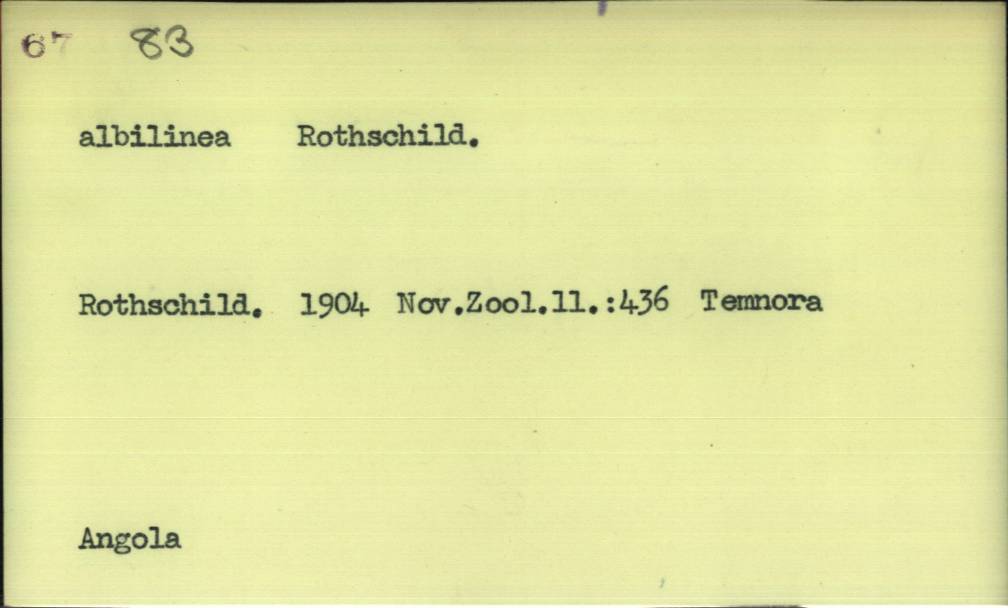 67 83
albilinea Rothschild.
Rothschild. 1904 Nov.Zool.11.:436 Temnora
Angola